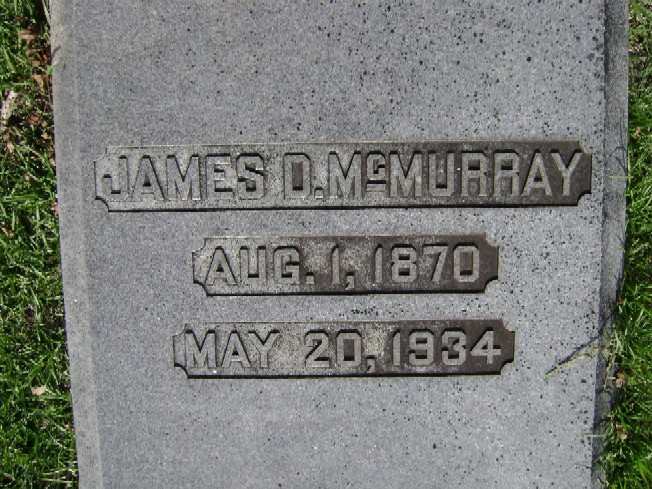 JAMES D. McMURRAY
AUG. 1, 1870
MAY 20, 1934